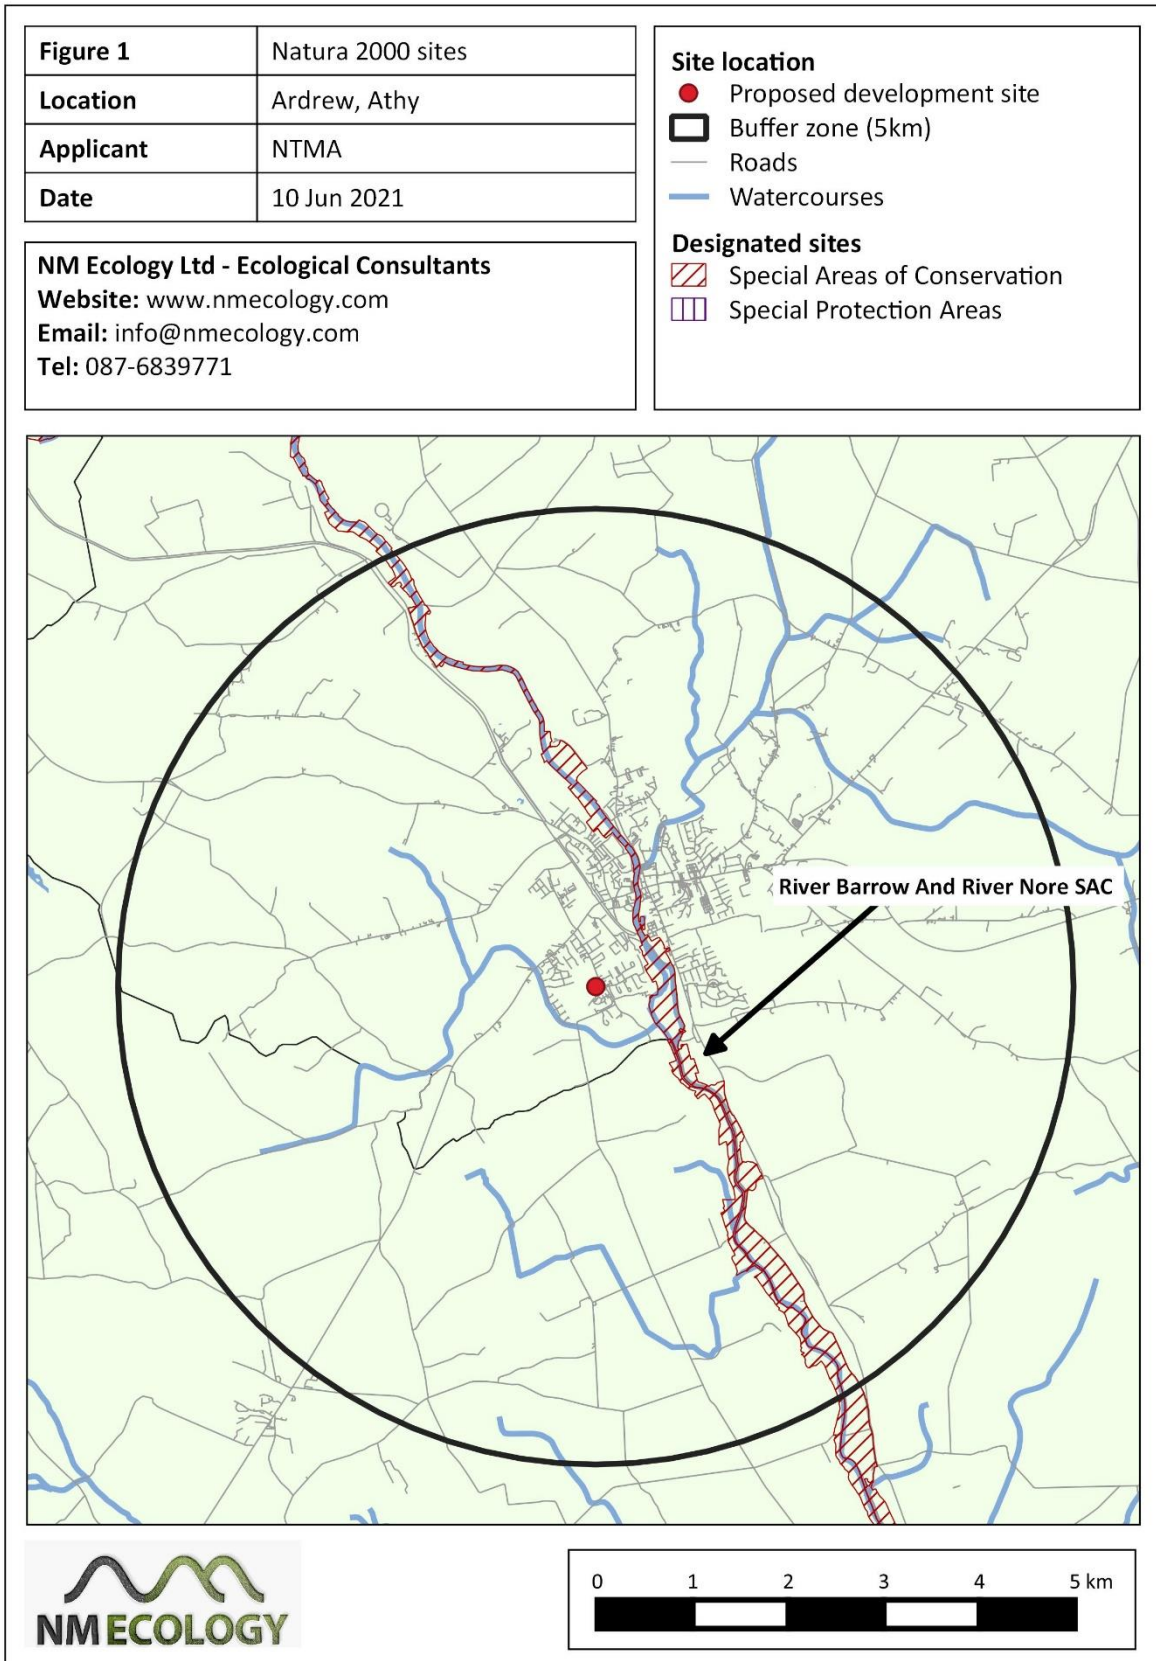 Figure 1 Natura 2000 sites
Location Ardrew, Athy
Applicant NTMA
Date 10 Jun 2021
NM Ecology Ltd - Ecological Consultants
Website: www.nmecology.com
Email: info@nmecology.com
Tel: 087-6839771
Site location
Proposed development site
Buffer zone (5km)
Roads
Watercourses
Designated sites
Special Areas of Conservation
Special Protection Areas
River Barrow And River Nore SAC
NMECOLOGY
0 1 2 3 4 5 km